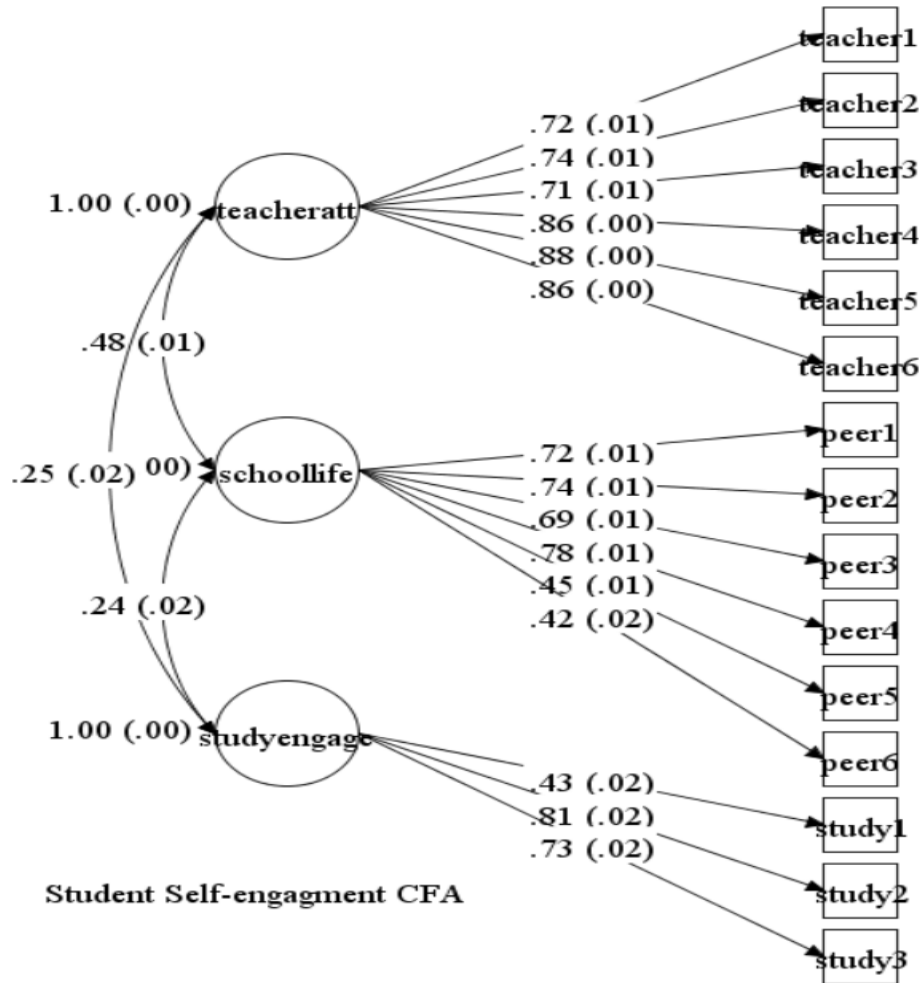 teacher1
teacher2
.72 (.01)
.74 (.01)
teacher3
.71 (.01)
1.00 (.00)
teacheratt
.86 (.00)
teacher4
.88 (.00)
.86 (.00)
teacher5
.48 (.01)
teacher6
peer1
.72 (.01)
.25 (.02)
00)
schoollife
.74 (.01)
peer2
.69 (.01)
.78 (.01)
peer3
.45 (.01)
.24 (.02)
.42 (.02)
peer4
peer5
1.00 (.00)
studyengage
peer6
.43 (.02)
.81 (.02)
study1
.73 (.02)
Student Self-engagment CFA
study2
study3